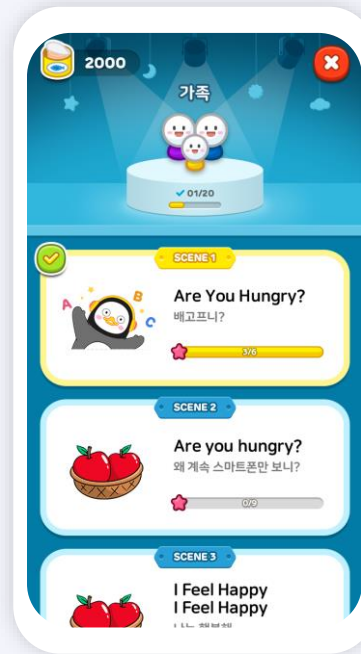 2000
가족
01/20
SCENE 1
A B C
Are You Hungry?
배고프니?
3/6
SCENE 2
Are you hungry?
왜 계속 스마트폰만 보니?
0/9
SCENE 3
I Feel Happy
I Feel Happy